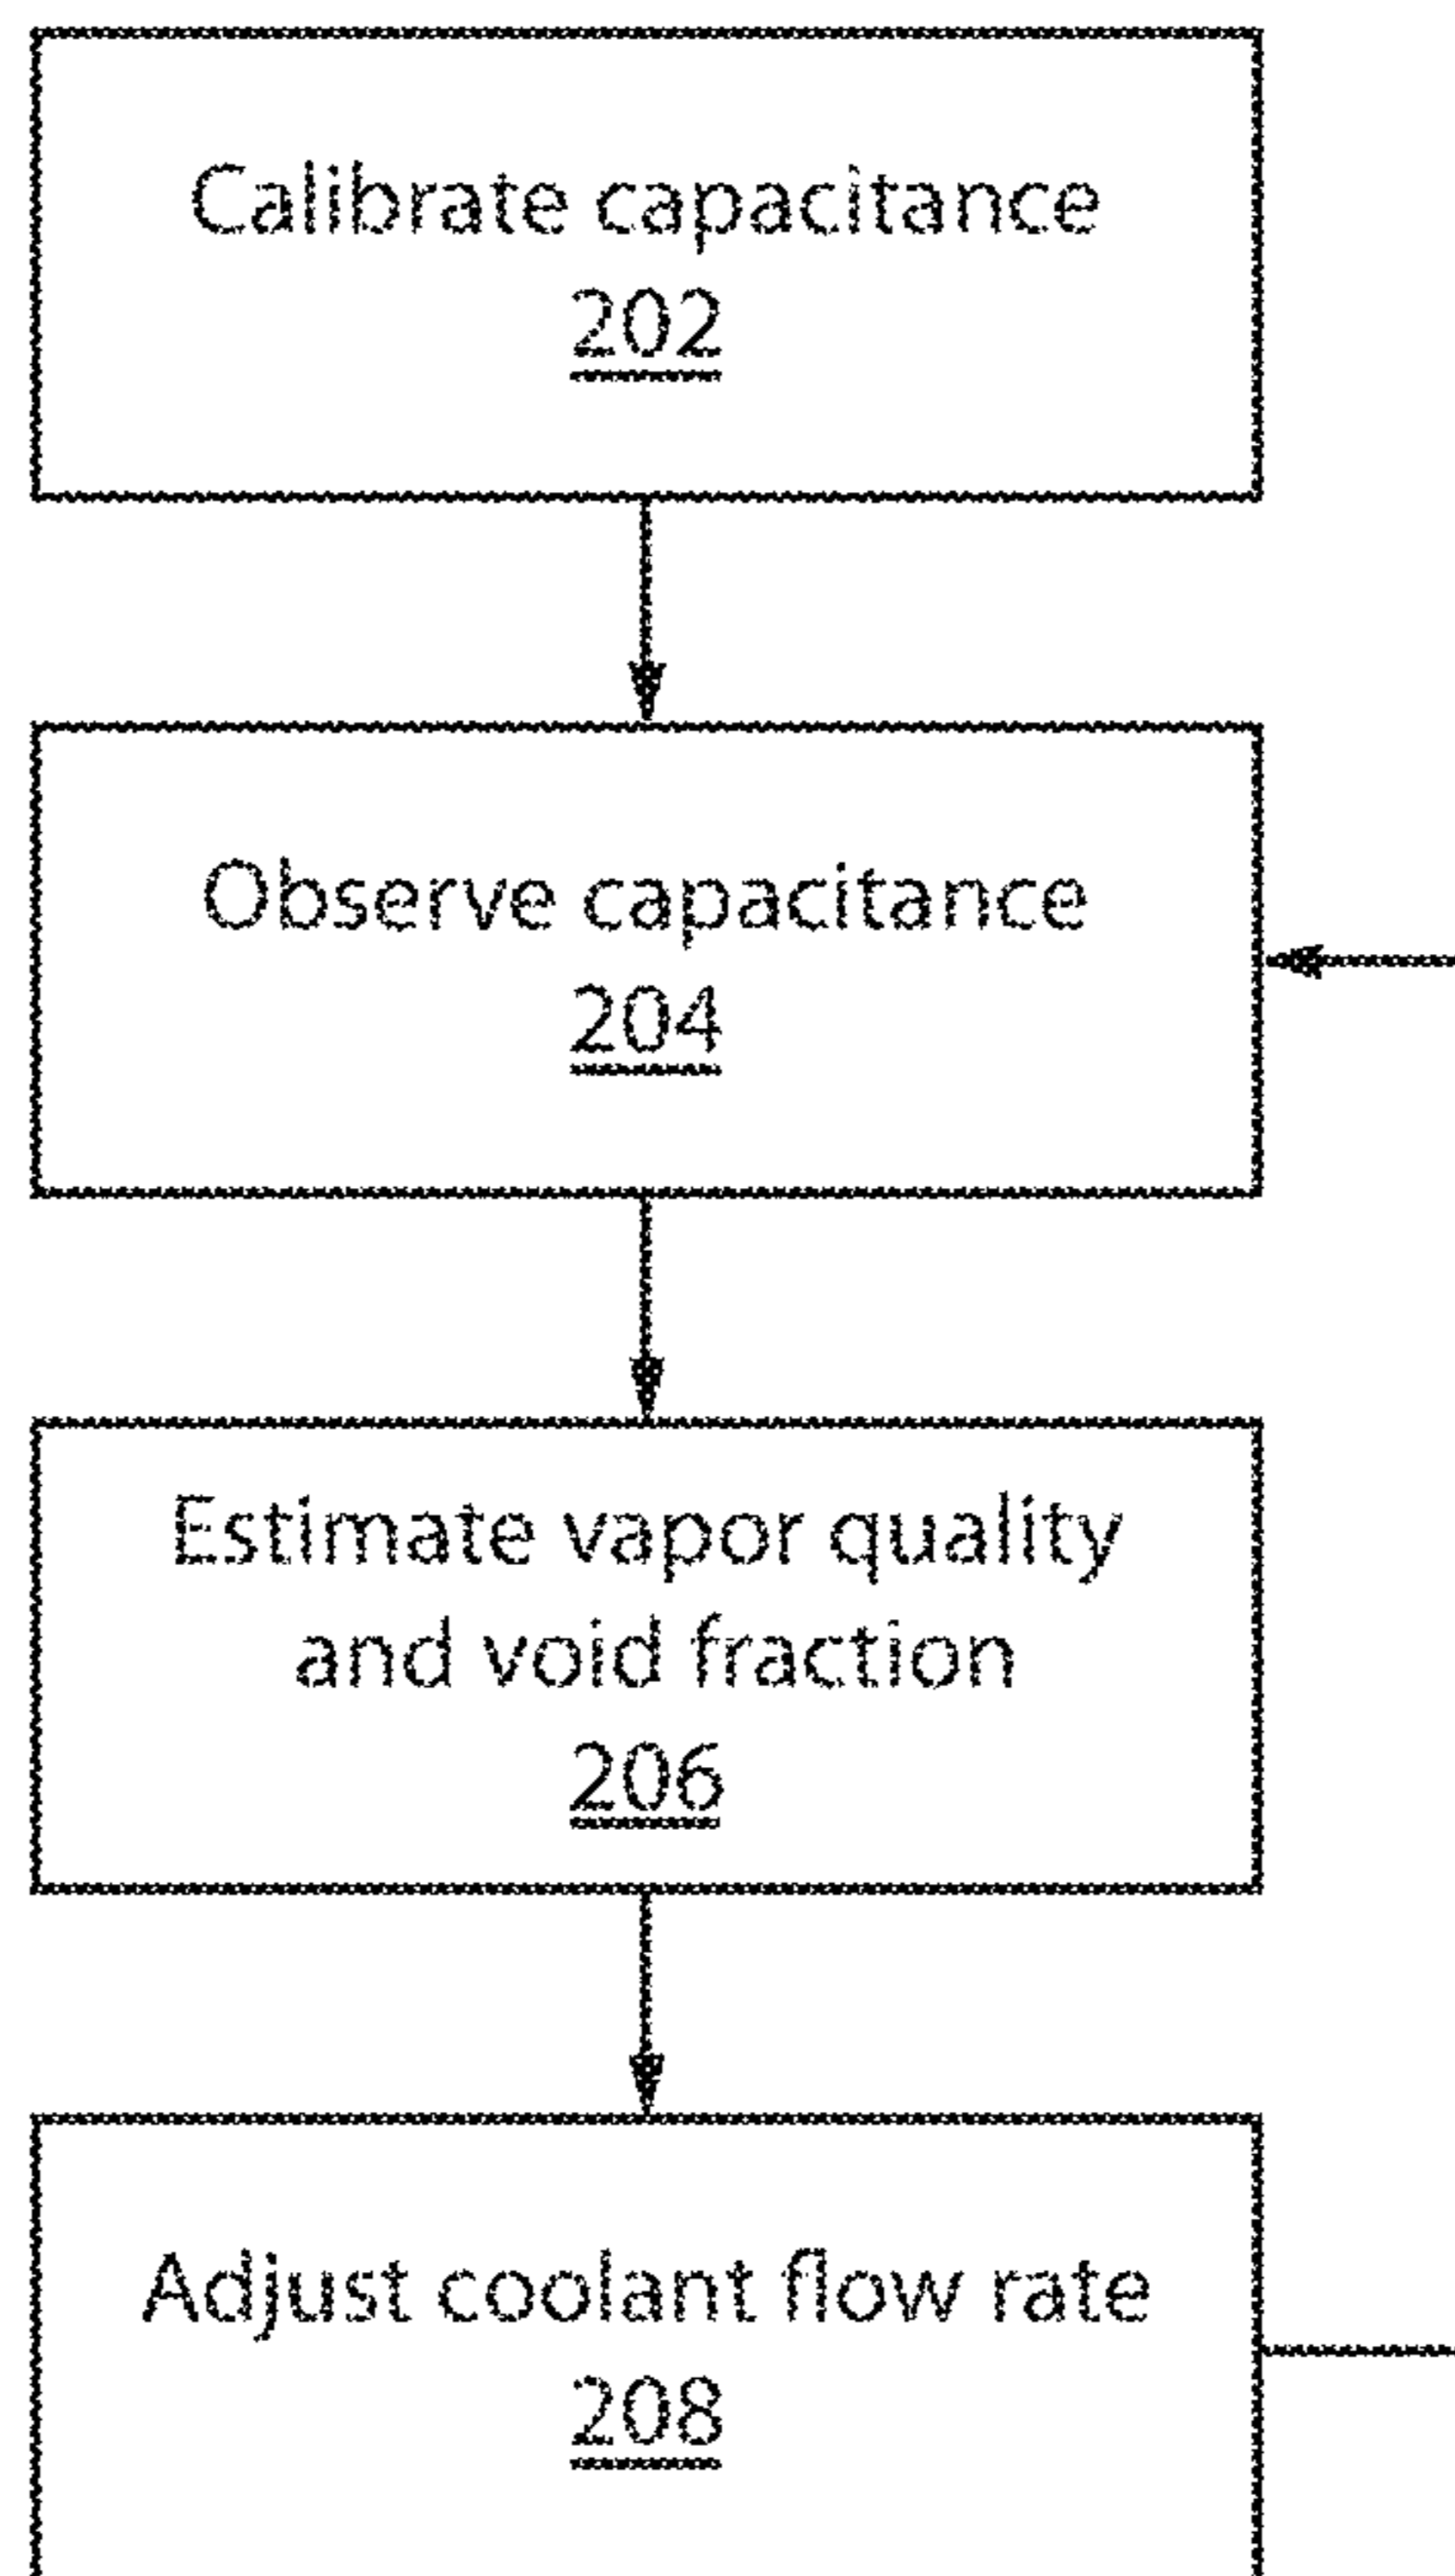 Calibrate capacitance
202
Observe capacitance
204
Estimate vapor quality
and void fraction
206
Adjust coolant flow rate
208